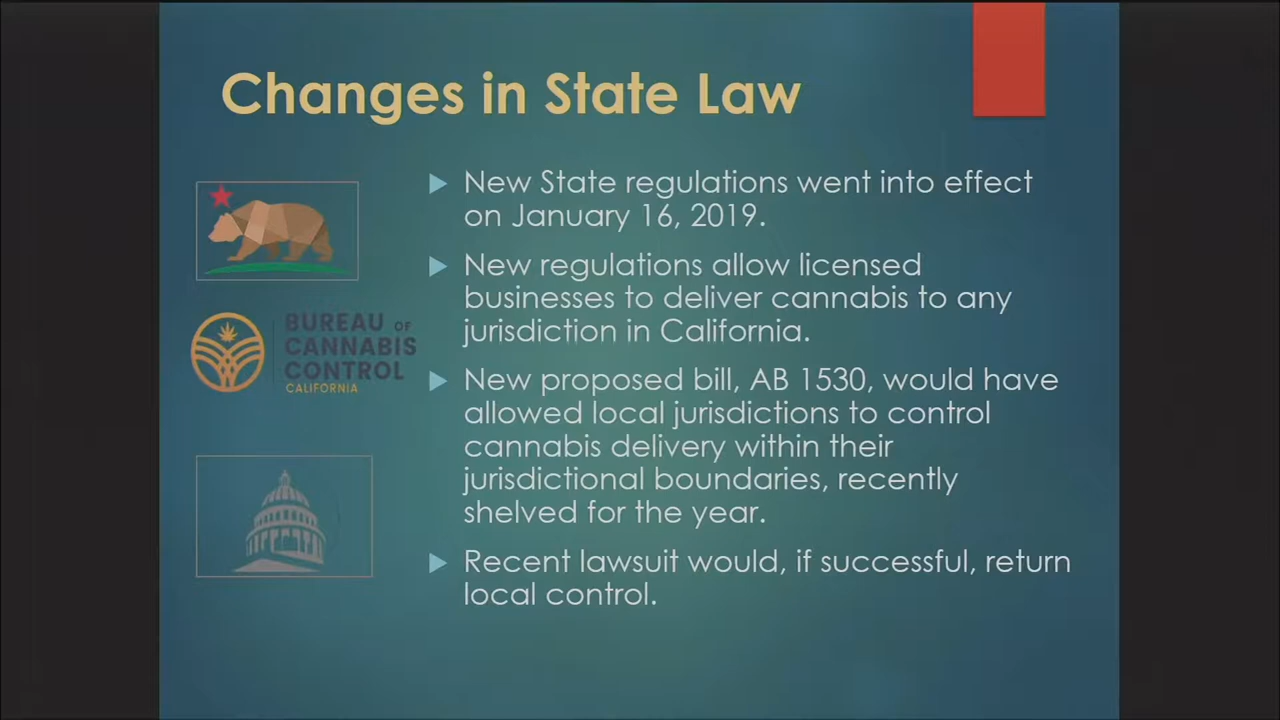 Changes in State Law
New State regulations went into effect
on January 16, 2019.
New regulations allow licensed
businesses to deliver cannabis to any
jurisdiction in California.
New proposed bill, AB 1530, would have
allowed local jurisdictions to control
cannabis delivery within their
jurisdictional boundaries, recently
shelved for the year.
Recent lawsuit would, if successful, return
local control.
BUREAU OF
CANNABIS
CONTROL
CALIFORNIA